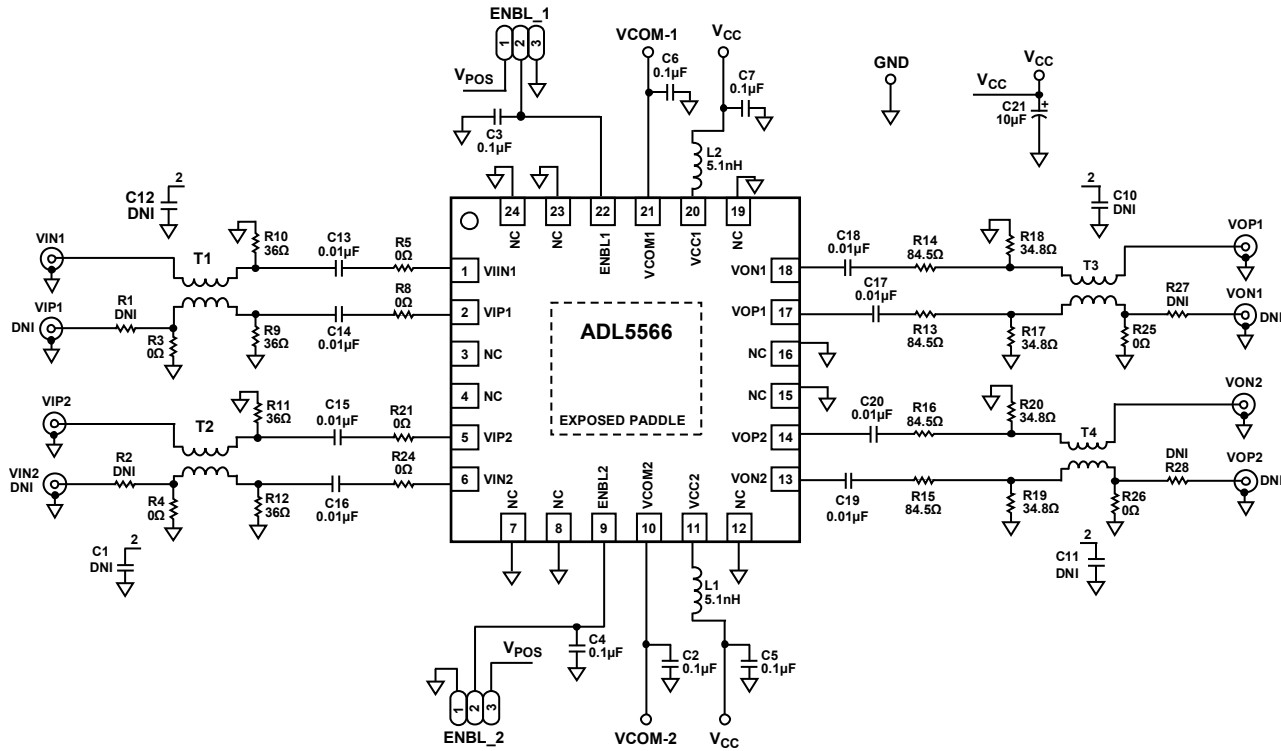 ENBL_1
1
2
3
VPOS
C3
0.1µF
VCOM-1
C6
0.1µF
VCC
C7
0.1µF
L2
5.1nH
GND
VCC
VCC
C21
10µF
+
C12
DNI
2
VIN1
T1
R10
36Ω
C13
0.01µF
R5
0Ω
VIP1
DNI
R1
DNI
R3
0Ω
R9
36Ω
C14
0.01µF
R8
0Ω
VIP2
T2
R11
36Ω
C15
0.01µF
R21
0Ω
VIN2
DNI
R2
DNI
R4
0Ω
R12
36Ω
C16
0.01µF
R24
0Ω
C1
DNI
2
24
NC
23
NC
22
ENBL1
21
VCOM1
20
VCC1
19
NC
1
VIIN1
2
VIP1
3
NC
4
NC
5
VIP2
6
VIN2
ADL5566
EXPOSED PADDLE
VON1
18
VOP1
17
NC
16
NC
15
VOP2
14
VON2
13
NC
7
NC
8
ENBL2
9
VCOM2
10
VCC2
11
NC
12
C18
0.01µF
R14
84.5Ω
R18
34.8Ω
C10
DNI
2
T3
VOP1
C17
0.01µF
R13
84.5Ω
R17
34.8Ω
R27
DNI
R25
0Ω
VON1
DNI
C20
0.01µF
R16
84.5Ω
R20
34.8Ω
T4
VON2
C19
0.01µF
R15
84.5Ω
R19
34.8Ω
DNI
R28
R26
0Ω
VOP2
DNI
C11
DNI
2
L1
5.1nH
C4
0.1µF
VPOS
1
2
3
ENBL_2
C2
0.1µF
VCOM-2
C5
0.1µF
VCC